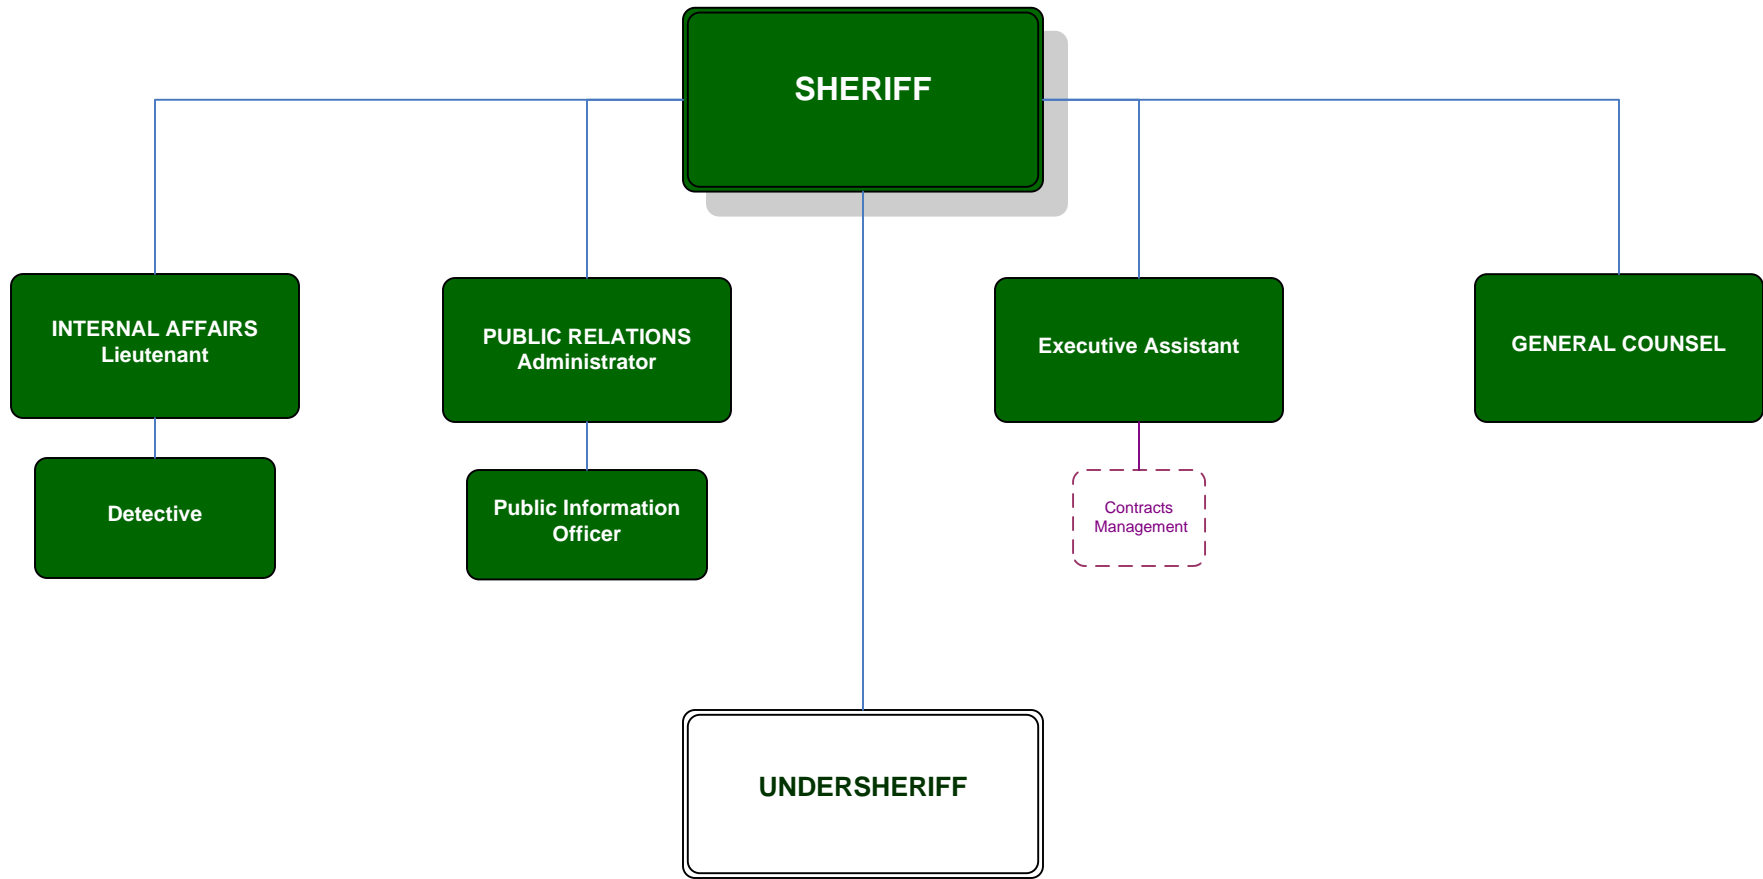 SHERIFF
INTERNAL AFFAIRS
Lieutenant
PUBLIC RELATIONS
Administrator
Executive Assistant
GENERAL COUNSEL
Detective
Public Information
Officer
Contracts
Management
UNDERSHERIFF